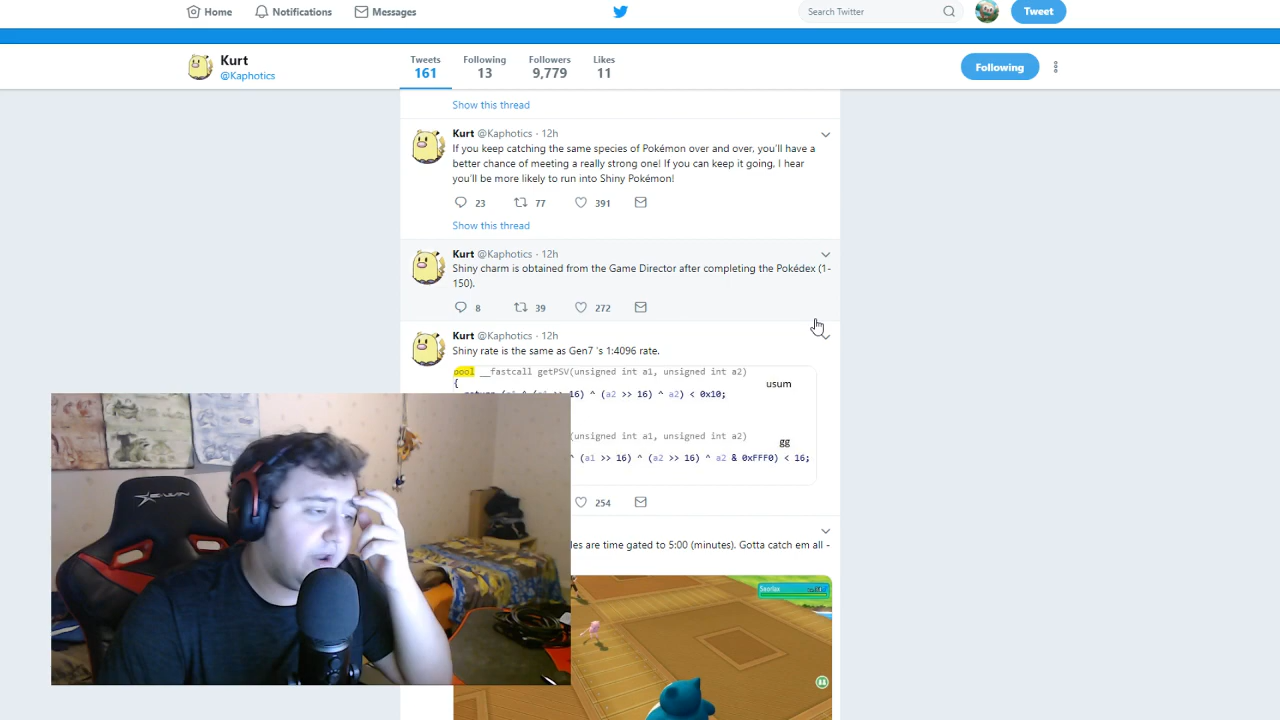 Home Notifications Messages Search Twitter Tweet
Kurt
@Kaphotics
Tweets Following Followers Likes
161 13 9,779 11
Following
Show this thread
Kurt @Kaphotics · 12h
If you keep catching the same species of Pokémon over and over, you'll have a
better chance of meeting a really strong one! If you can keep it going, I hear
you'll be more likely to run into Shiny Pokémon!
23 77 391
Show this thread
Kurt @Kaphotics · 12h
Shiny charm is obtained from the Game Director after completing the Pokédex (1-
150).
8 39 272
Kurt @Kaphotics · 12h
Shiny rate is the same as Gen7 's 1:4096 rate.
pool __fastcall getPSV(unsigned int a1, unsigned int a2)
{ usum
16) ^ (a2 >> 16) ^ a2) < 0x10;
(unsigned int a1, unsigned int a2)
gg
^ (a1 >> 16) ^ (a2 >> 16) ^ a2 & 0xFFF0) < 16;
254
les are time gated to 5:00 (minutes). Gotta catch em all -
Snorlax